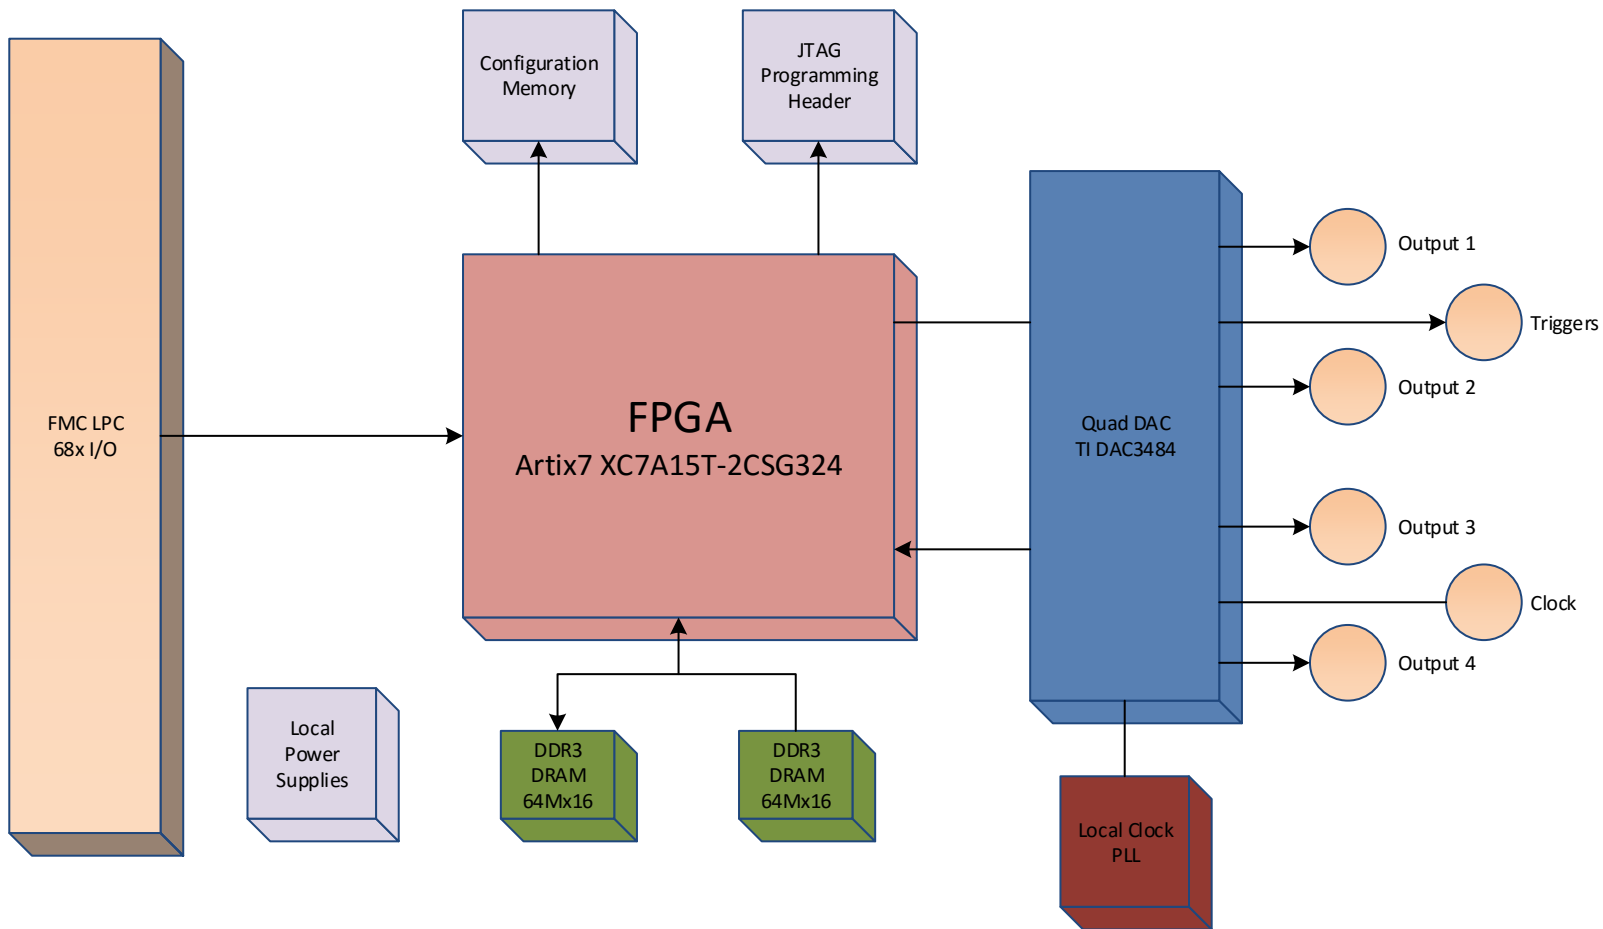 Configuration
Memory
JTAG
Programming
Header
Output 1
Triggers
Output 2
FMC LPC
68x I/O
FPGA
Artix7 XC7A15T-2CSG324
Quad DAC
TI DAC3484
Output 3
Clock
Output 4
Local
Power
Supplies
DDR3
DRAM
64Mx16
DDR3
DRAM
64Mx16
Local Clock
PLL